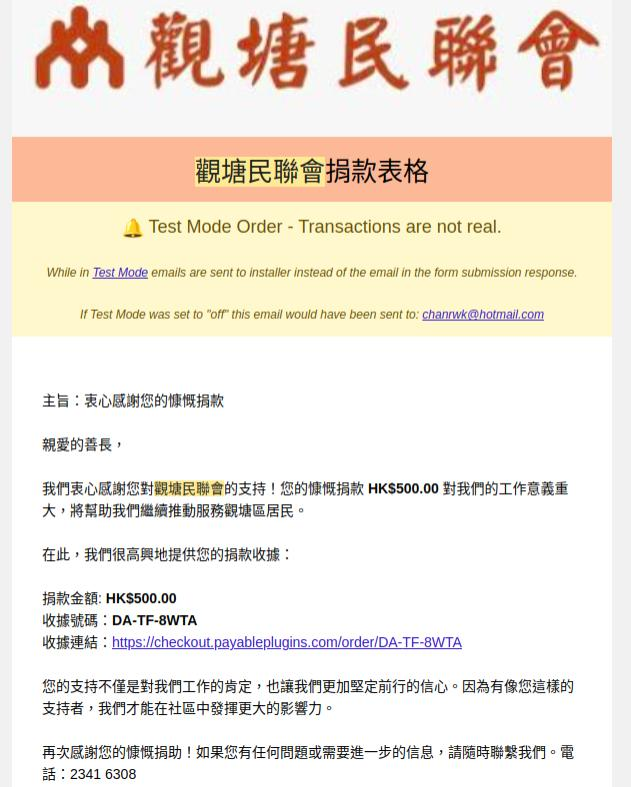 觀塘民聯會
觀塘民聯會捐款表格
🔔 Test Mode Order - Transactions are not real.
While in Test Mode emails are sent to installer instead of the email in the form submission response.
If Test Mode was set to "off" this email would have been sent to: chanrwk@hotmail.com
主旨：衷心感謝您的慷慨捐款
親愛的善長，
我們衷心感謝您對觀塘民聯會的支持！您的慷慨捐款 HK$500.00 對我們的工作意義重
大，將幫助我們繼續推動服務觀塘區居民。
在此，我們很高興地提供您的捐款收據：
捐款金額: HK$500.00
收據號碼：DA-TF-8WTA
收據連結：https://checkout.payableplugins.com/order/DA-TF-8WTA
您的支持不僅是對我們工作的肯定，也讓我們更加堅定前行的信心。因為有像您這樣的
支持者，我們才能在社區中發揮更大的影響力。
再次感謝您的慷慨捐助！如果您有任何問題或需要進一步的信息，請隨時聯繫我們。電
話：2341 6308